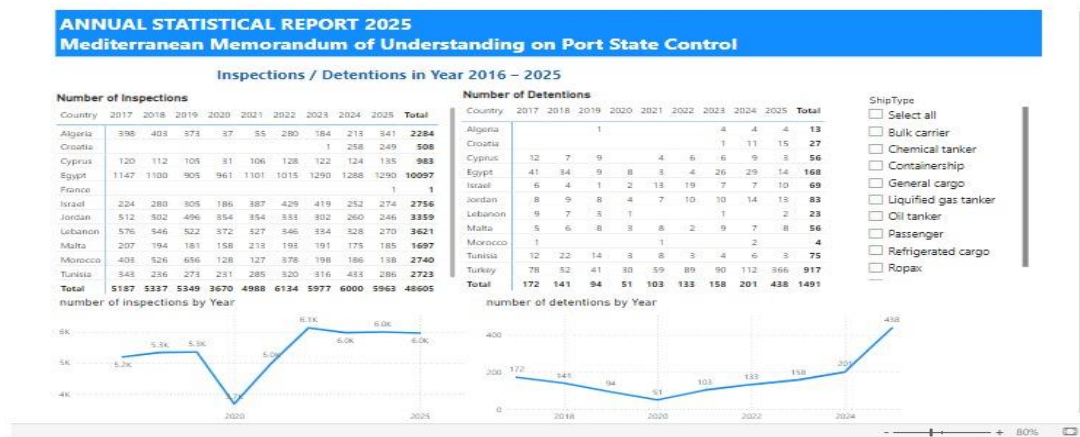 ANNUAL STATISTICAL REPORT 2025
Mediterranean Memorandum of Understanding on Port State Control
Inspections / Detentions in Year 2016 – 2025
Number of Inspections
Country 2017 2018 2019 2020 2021 2022 2023 2024 2025 Total
Algeria 398 403 373 37 55 280 184 213 341 2284
Croatia 1 258 249 508
Cyprus 120 112 105 31 106 128 122 124 135 983
Egypt 1147 1100 905 961 1101 1015 1290 1288 1290 10097
France 1 1
Israel 224 280 305 186 387 429 419 252 274 2756
Jordan 512 502 496 354 354 333 302 260 246 3359
Lebanon 576 546 522 372 327 346 334 328 270 3621
Malta 207 194 181 158 213 193 191 175 185 1697
Morocco 403 526 656 128 127 378 198 186 138 2740
Tunisia 343 236 273 231 285 320 316 433 286 2723
Total 5187 5337 5349 3670 4988 6134 5977 6000 5963 48605
Number of Detentions
Country 2017 2018 2019 2020 2021 2022 2023 2024 2025 Total
Algeria 1 4 4 4 13
Croatia 1 11 15 27
Cyprus 12 7 9 4 6 6 9 3 56
Egypt 41 34 9 8 3 4 26 29 14 168
Israel 6 4 1 2 13 19 7 7 10 69
Jordan 8 9 8 4 7 10 10 14 13 83
Lebanon 9 7 3 1 1 2 23
Malta 5 6 8 3 8 2 9 7 8 56
Morocco 1 1 2 4
Tunisia 12 22 14 3 8 3 4 6 3 75
Turkey 78 52 41 30 59 89 90 112 366 917
Total 172 141 94 51 103 133 158 201 438 1491
ShipType
Select all
Bulk carrier
Chemical tanker
Containership
General cargo
Liquified gas tanker
Oil tanker
Passenger
Refrigerated cargo
Ropax
number of inspections by Year
6K
5K
4K
5.2K
5.3K
5.3K
3.7K
5.0K
6.1K
6.0K
6.0K
6.0K
2020
2025
number of detentions by Year
400
200
0
172
141
94
51
103
133
158
201
438
2018
2020
2022
2024
- + 80%